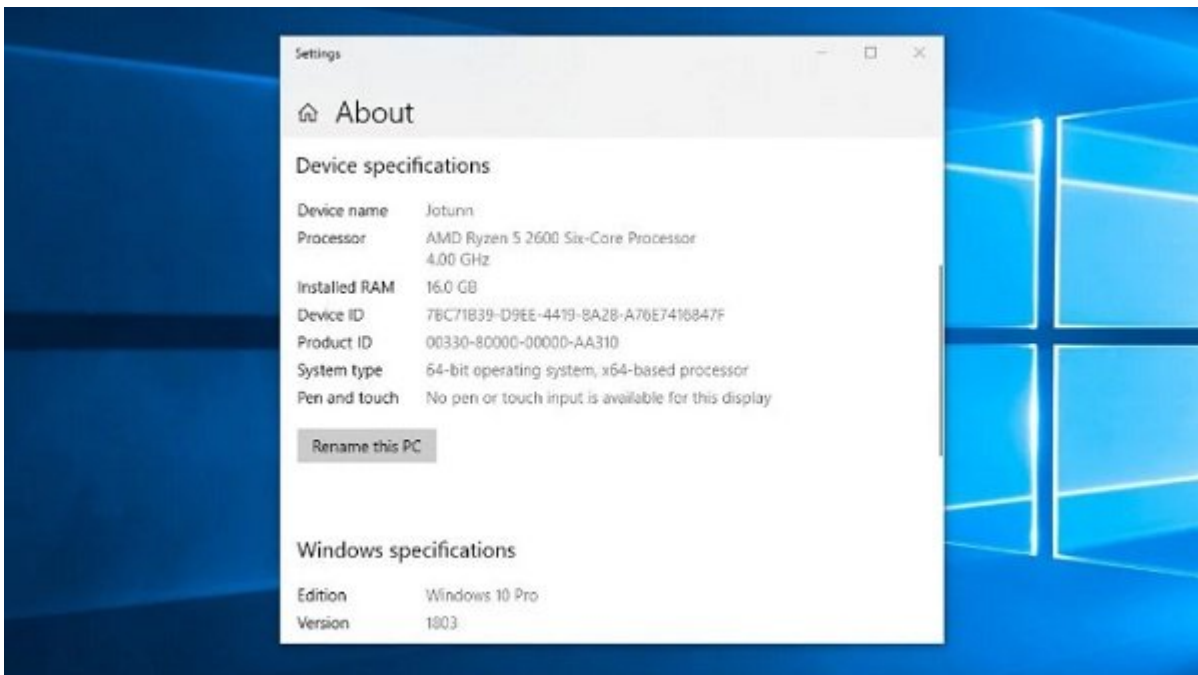 Settings
About
Device specifications
Device name Jotunn
Processor AMD Ryzen 5 2600 Six-Core Processor
4.00 GHz
Installed RAM 16.0 GB
Device ID 7BC71B39-D9EE-4419-8A28-A76E7416847F
Product ID 00330-80000-00000-AA310
System type 64-bit operating system, x64-based processor
Pen and touch No pen or touch input is available for this display
Rename this PC
Windows specifications
Edition Windows 10 Pro
Version 1803